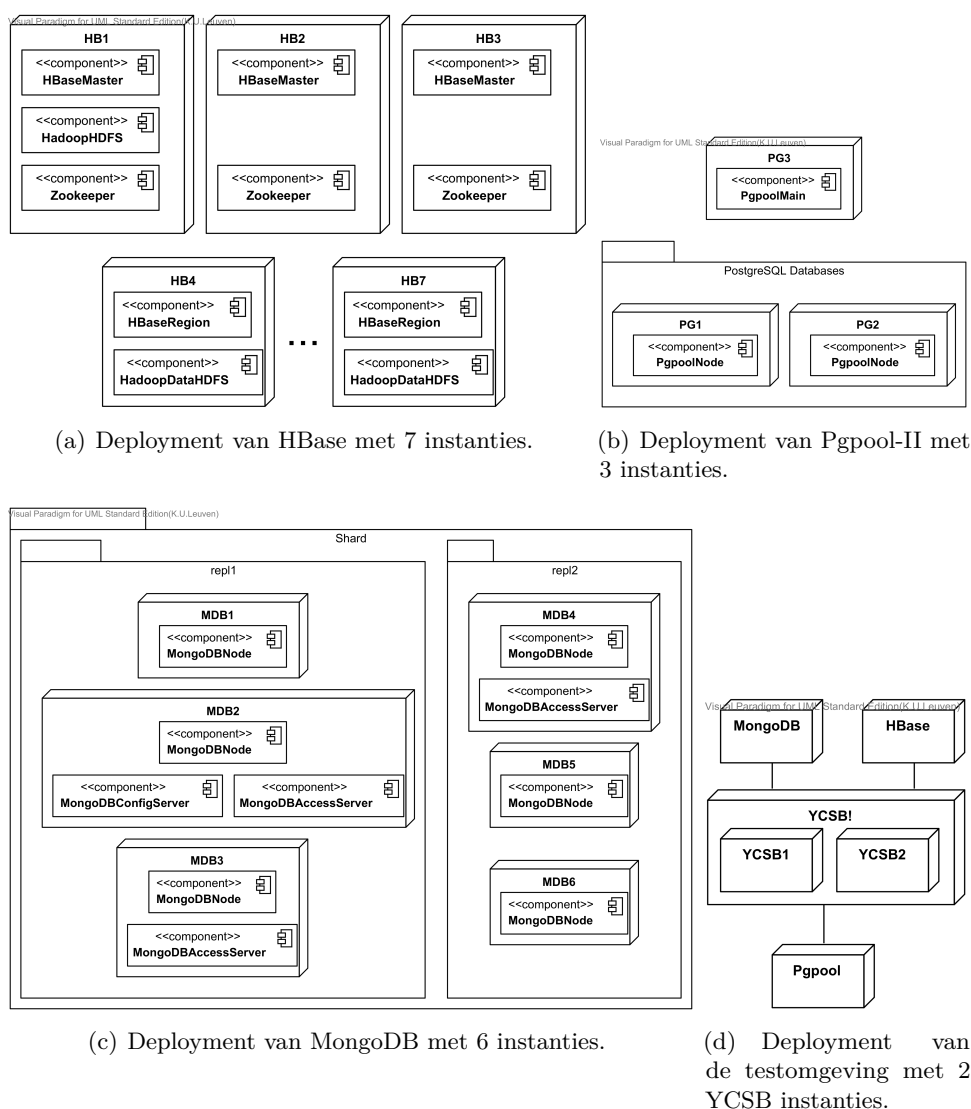 Visual Paradigm for UML Standard Edition(K.U.Leuven)
HB1
<<component>>
HBaseMaster
<<component>>
HadoopHDFS
<<component>>
Zookeeper
HB2
<<component>>
HBaseMaster
<<component>>
Zookeeper
HB3
<<component>>
HBaseMaster
<<component>>
Zookeeper
HB4
<<component>>
HBaseRegion
<<component>>
HadoopDataHDFS
...
HB7
<<component>>
HBaseRegion
<<component>>
HadoopDataHDFS
(a) Deployment van HBase met 7 instanties.
Visual Paradigm for UML Standard Edition(K.U.Leuven)
PG3
<<component>>
PgpoolMain
PostgreSQL Databases
PG1
<<component>>
PgpoolNode
PG2
<<component>>
PgpoolNode
(b) Deployment van Pgpool-II met
3 instanties.
Visual Paradigm for UML Standard Edition(K.U.Leuven)
Shard
repl1
MDB1
<<component>>
MongoDBNode
MDB2
<<component>>
MongoDBNode
<<component>>
MongoDBConfigServer
<<component>>
MongoDBAccessServer
MDB3
<<component>>
MongoDBNode
<<component>>
MongoDBAccessServer
repl2
MDB4
<<component>>
MongoDBNode
<<component>>
MongoDBAccessServer
MDB5
<<component>>
MongoDBNode
MDB6
<<component>>
MongoDBNode
(c) Deployment van MongoDB met 6 instanties.
Visual Paradigm for UML Standard Edition(K.U.Leuven)
MongoDB
HBase
YCSB!
YCSB1
YCSB2
Pgpool
(d) Deployment van
de testomgeving met 2
YCSB instanties.